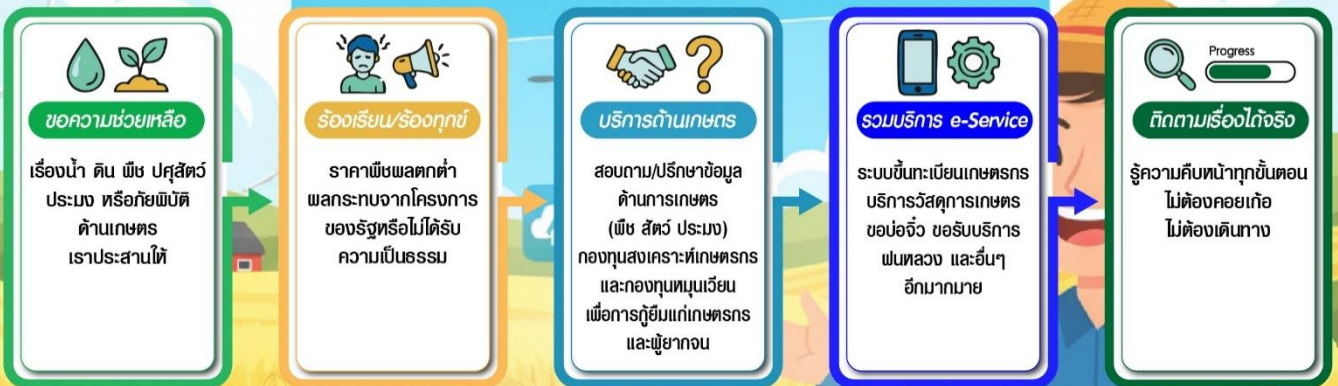 ขอความช่วยเหลือ
เรื่องน้ำ ดิน พืช ปศุสัตว์
ประมง หรือภัยพิบัติ
ด้านเกษตร
เราประสานให้
ร้องเรียน/ร้องทุกข์
ราคาพืชผลตกต่ำ
ผลกระทบจากโครงการ
ของรัฐหรือไม่ได้รับ
ความเป็นธรรม
บริการด้านเกษตร
สอบถาม/ปรึกษาข้อมูล
ด้านการเกษตร
(พืช สัตว์ ประมง)
กองทุนสงเคราะห์เกษตรกร
และกองทุนหมุนเวียน
เพื่อการกู้ยืมแก่เกษตรกร
และผู้ยากจน
รวมบริการ e-Service
ระบบขึ้นทะเบียนเกษตรกร
บริการวัสดุการเกษตร
ขอบ่อจิ๋ว ขอรับบริการ
ฝนหลวง และอื่นๆ
อีกมากมาย
Progress
ติดตามเรื่องได้จริง
รู้ความคืบหน้าทุกขั้นตอน
ไม่ต้องคอยเก้อ
ไม่ต้องเดินทาง